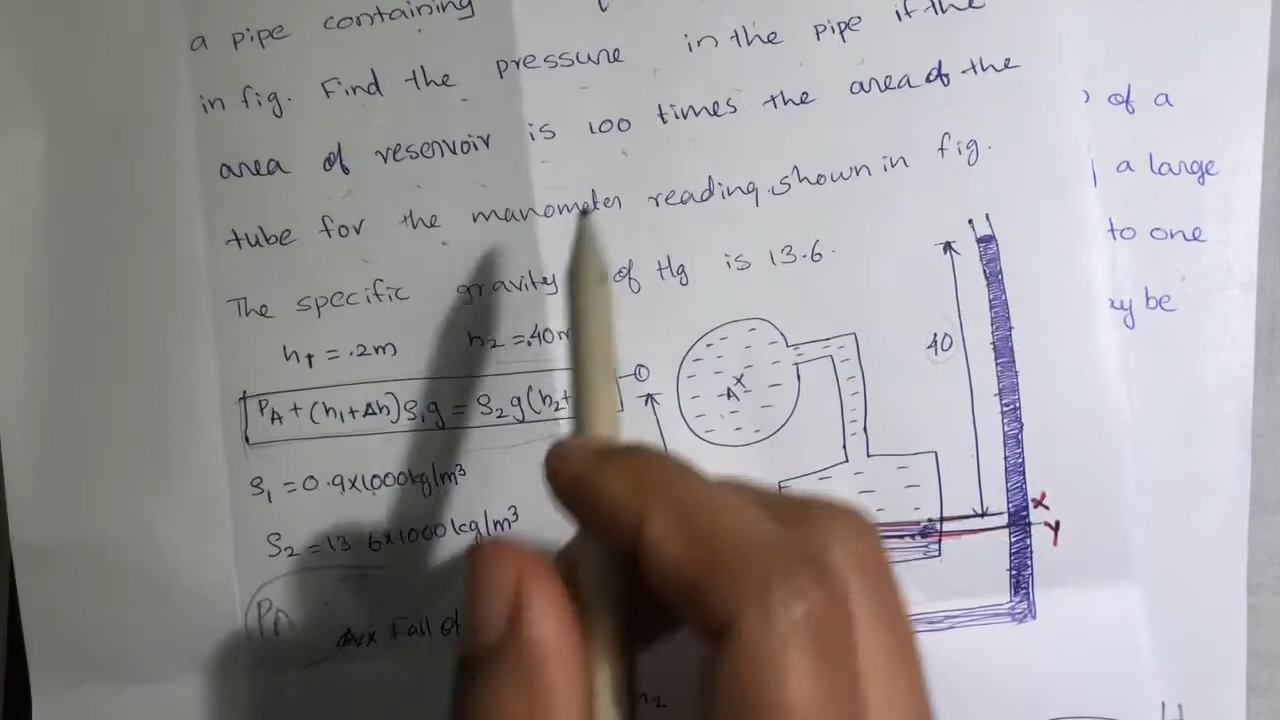 a pipe containing
in fig. Find the pressure in the pipe if the
area of reservoir is 100 times the area of the
tube for the manometer reading shown in fig.
The specific gravity of Hg is 13.6.
h1 = .2m h2 = .40m
PA + (h1+Δh)S1g = S2g(h2+
1
S1 = 0.9x1000kg/m³
S2 = 13 6x1000kg/m³
PA
Fall of
A X
40
X
Y
of a
a large
to one
be